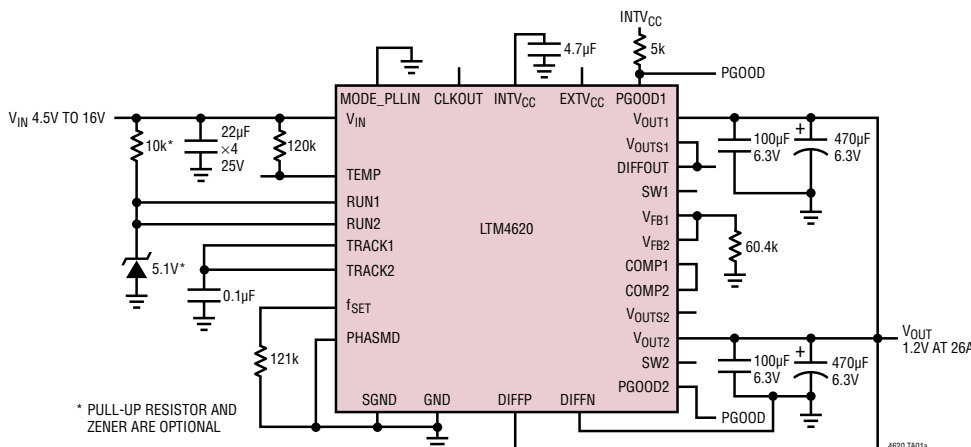 INTVCC
4.7µF
5k
PGOOD
MODE_PLLIN CLKOUT INTVCC EXTVCC PGOOD1
VIN 4.5V TO 16V
VIN
10k*
22µF
×4
25V
120k
TEMP
RUN1
RUN2
TRACK1
TRACK2
fSET
PHASMD
5.1V*
0.1µF
121k
LTM4620
VOUT1
VOUTS1
DIFFOUT
SW1
VFB1
VFB2
COMP1
COMP2
VOUTS2
VOUT2
SW2
PGOOD2
SGND GND DIFFP DIFFN
+
100µF
6.3V
470µF
6.3V
60.4k
VOUT
1.2V AT 26A
+
100µF
6.3V
470µF
6.3V
PGOOD
* PULL-UP RESISTOR AND
ZENER ARE OPTIONAL
4620 TA01a